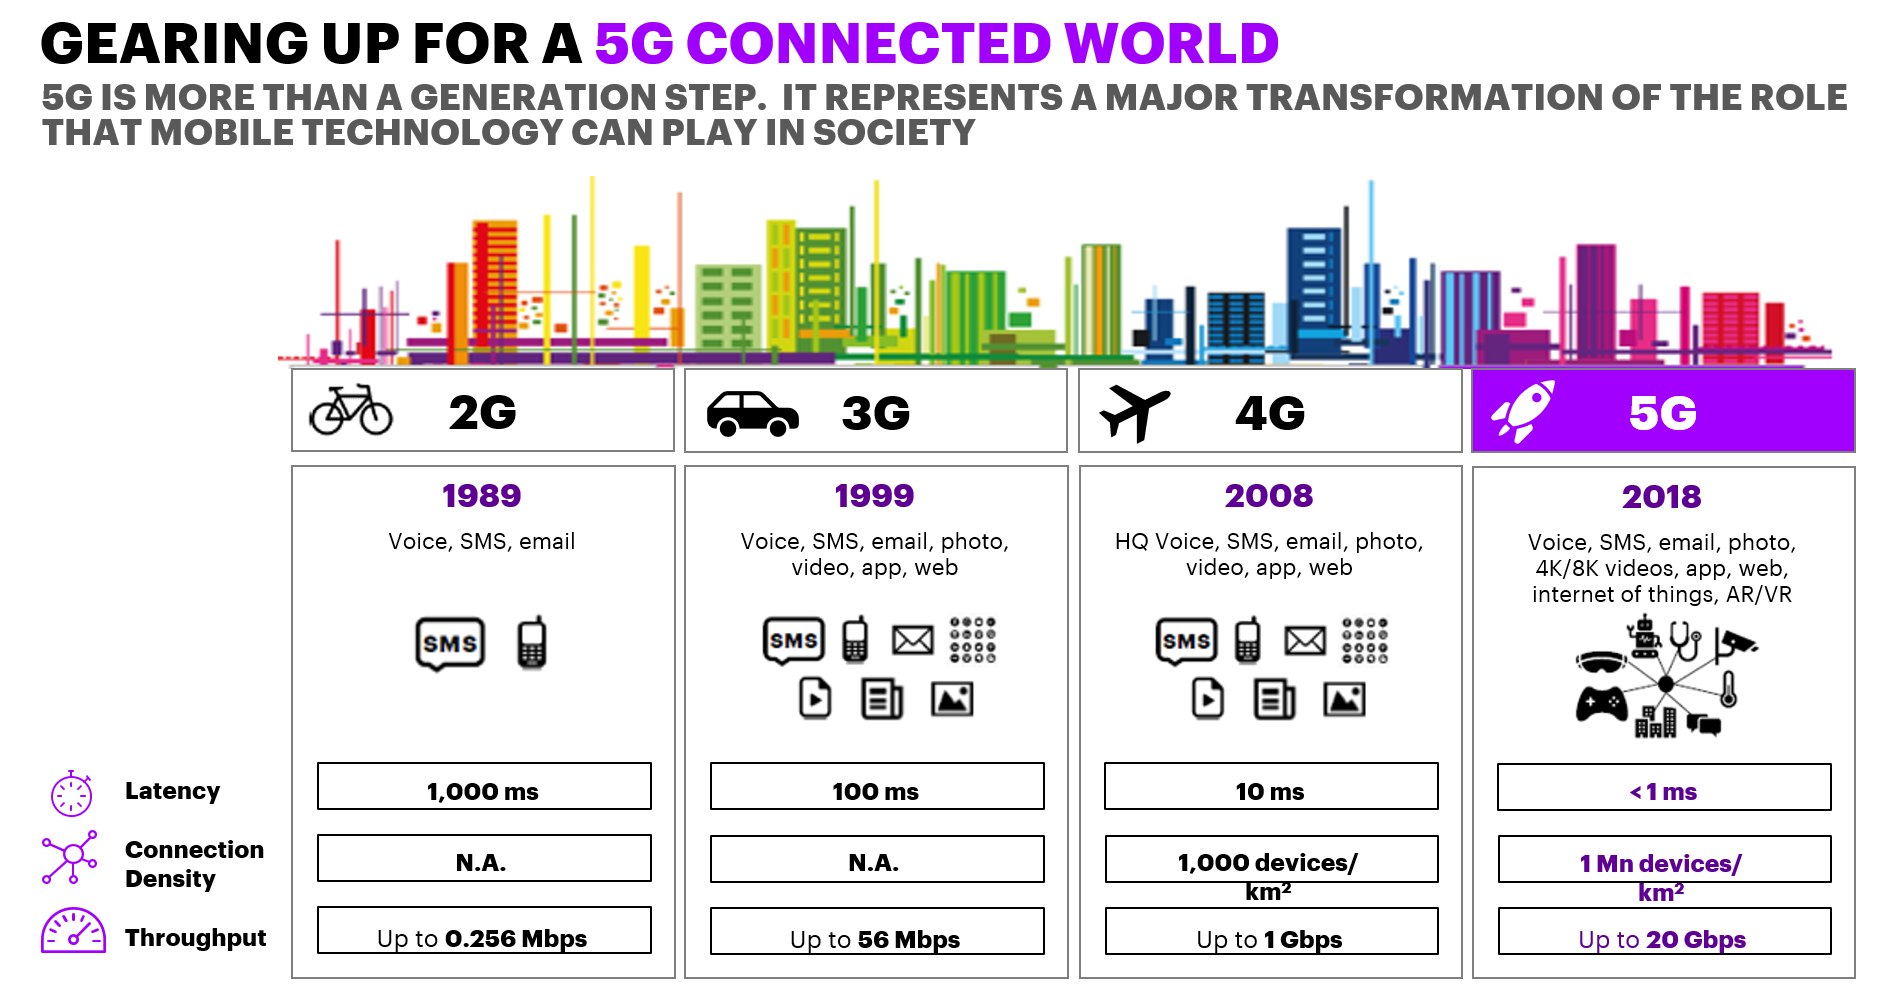 GEARING UP FOR A 5G CONNECTED WORLD
5G IS MORE THAN A GENERATION STEP.  IT REPRESENTS A MAJOR TRANSFORMATION OF THE ROLE
THAT MOBILE TECHNOLOGY CAN PLAY IN SOCIETY
2G
3G
4G
5G
1989
Voice, SMS, email
SMS
1999
Voice, SMS, email, photo,
video, app, web
SMS
2008
HQ Voice, SMS, email, photo,
video, app, web
SMS
2018
Voice, SMS, email, photo,
4K/8K videos, app, web,
internet of things, AR/VR
Latency
1,000 ms
100 ms
10 ms
< 1 ms
Connection
Density
N.A.
N.A.
1,000 devices/
km²
1 Mn devices/
km²
Throughput
Up to 0.256 Mbps
Up to 56 Mbps
Up to 1 Gbps
Up to 20 Gbps